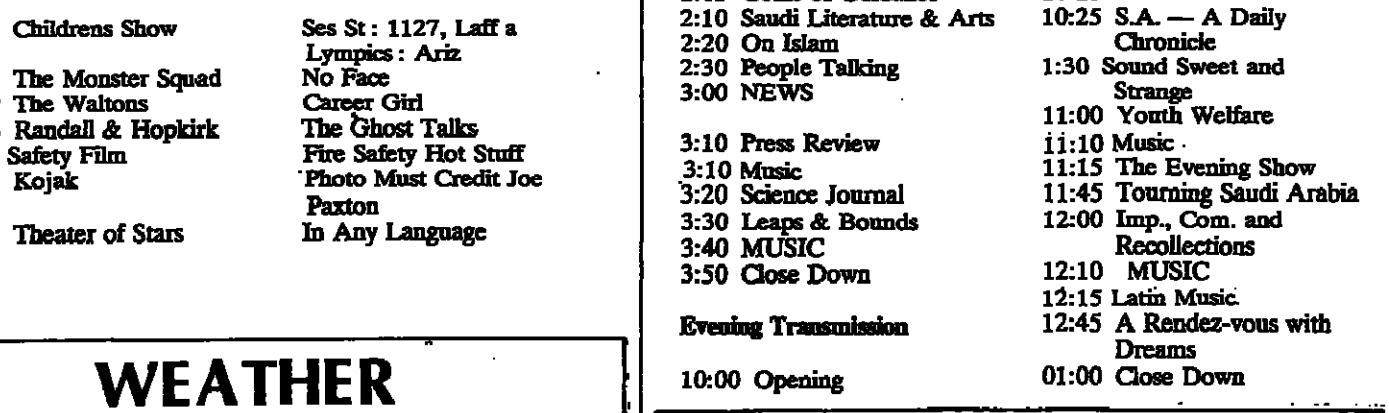 Childrens Show Ses St : 1127, Laff a
Lympics : Ariz
The Monster Squad No Face
The Waltons Career Girl
Randall & Hopkirk The Ghost Talks
Safety Film Fire Safety Hot Stuff
Kojak Photo Must Credit Joe
Paxton
Theater of Stars In Any Language
WEATHER
2:10 Saudi Literature & Arts
2:20 On Islam
2:30 People Talking
3:00 NEWS
3:10 Press Review
3:10 Music
3:20 Science Journal
3:30 Leaps & Bounds
3:40 MUSIC
3:50 Close Down
Evening Transmission
10:00 Opening
10:25 S.A. — A Daily
Chronicle
1:30 Sound Sweet and
Strange
11:00 Youth Welfare
11:10 Music
11:15 The Evening Show
11:45 Tourning Saudi Arabia
12:00 Imp., Com. and
Recollections
12:10 MUSIC
12:15 Latin Music
12:45 A Rendez-vous with
Dreams
01:00 Close Down